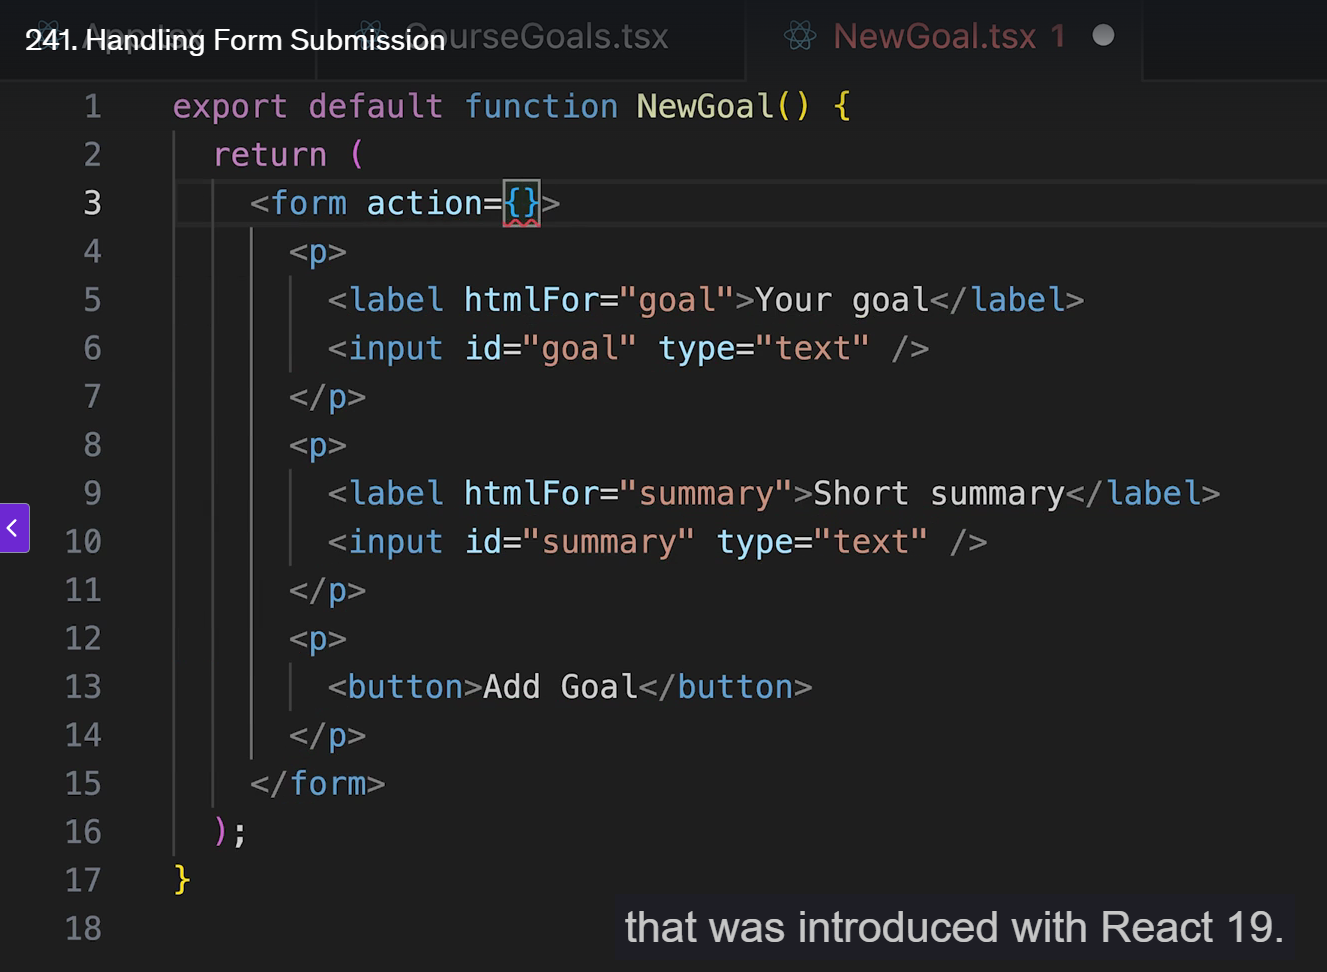 241. Handling Form Submission
CourseGoals.tsx
NewGoal.tsx 1
1 export default function NewGoal() {
2 return (
3 <form action={}>
4 <p>
5 <label htmlFor="goal">Your goal</label>
6 <input id="goal" type="text" />
7 </p>
8 <p>
9 <label htmlFor="summary">Short summary</label>
10 <input id="summary" type="text" />
11 </p>
12 <p>
13 <button>Add Goal</button>
14 </p>
15 </form>
16 );
17 }
18
that was introduced with React 19.